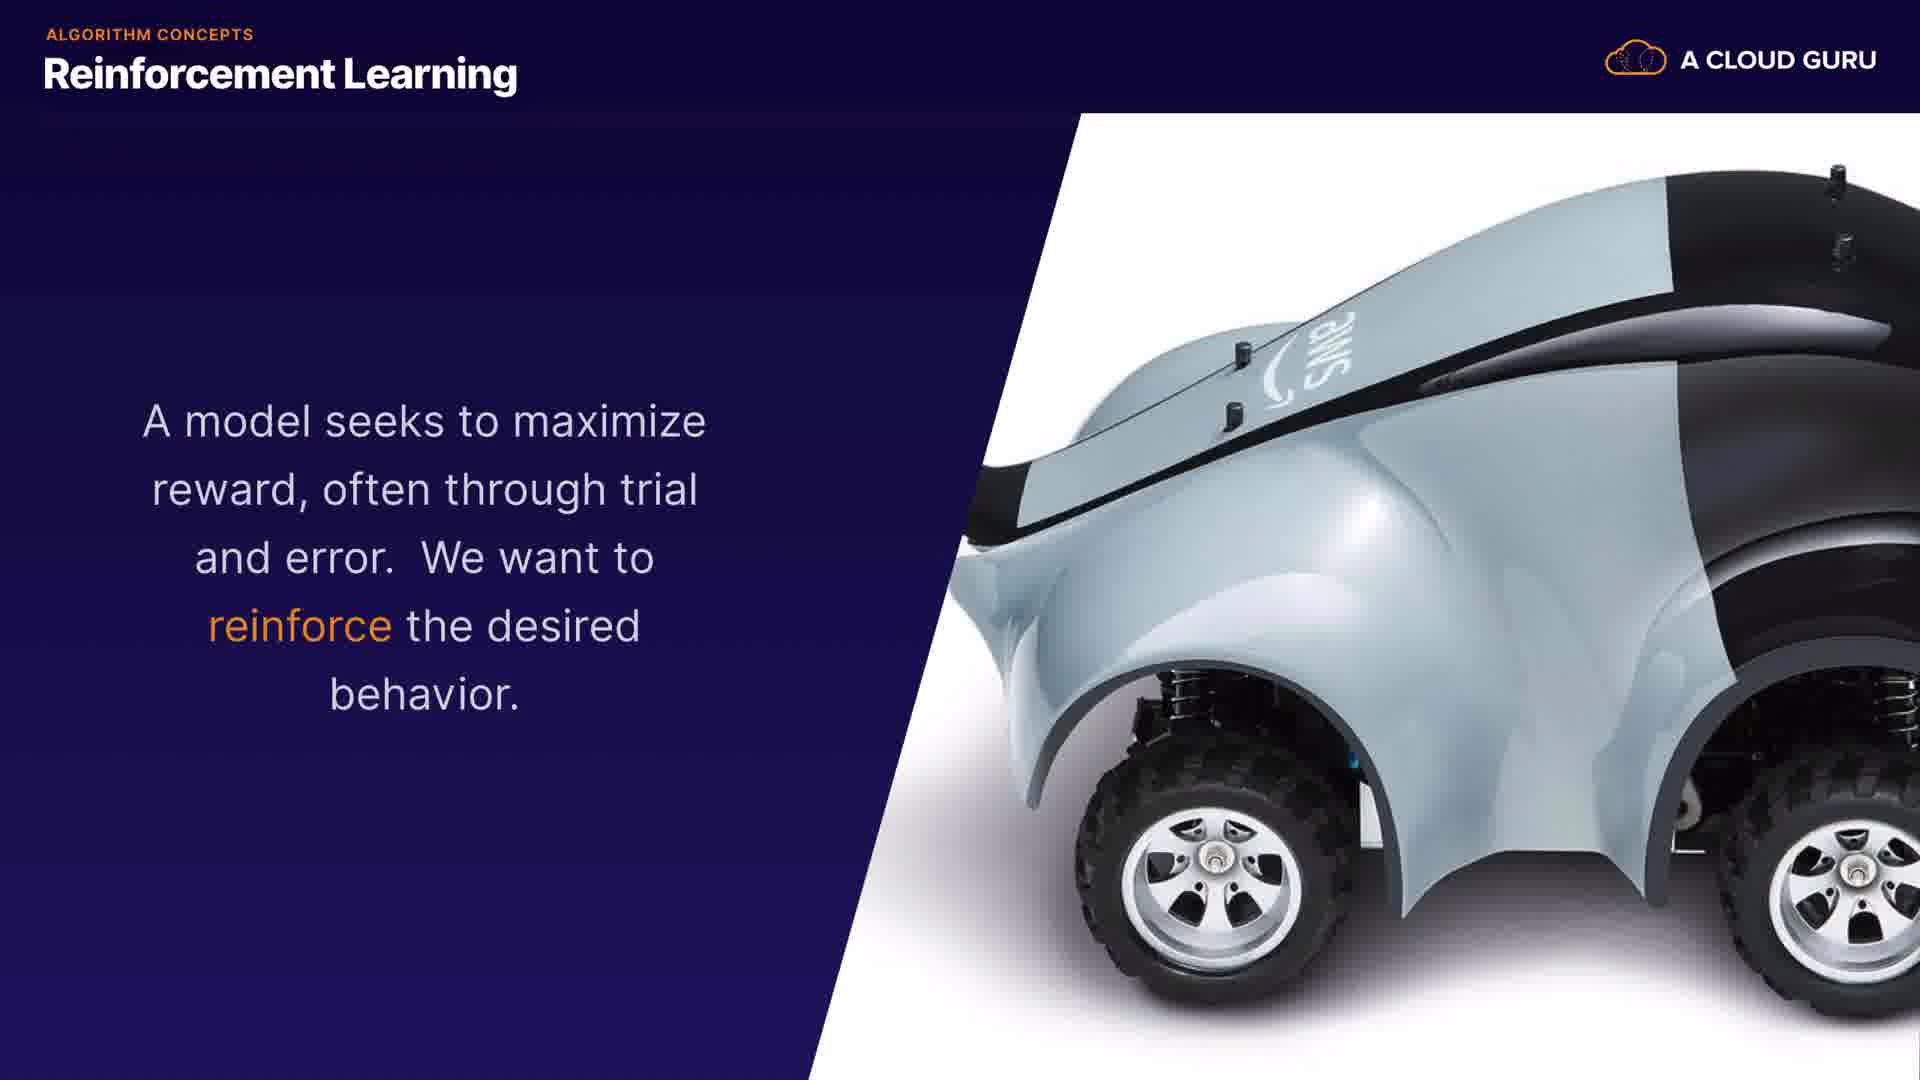 ALGORITHM CONCEPTS
Reinforcement Learning
A CLOUD GURU
A model seeks to maximize
reward, often through trial
and error. We want to
reinforce the desired
behavior.
aws